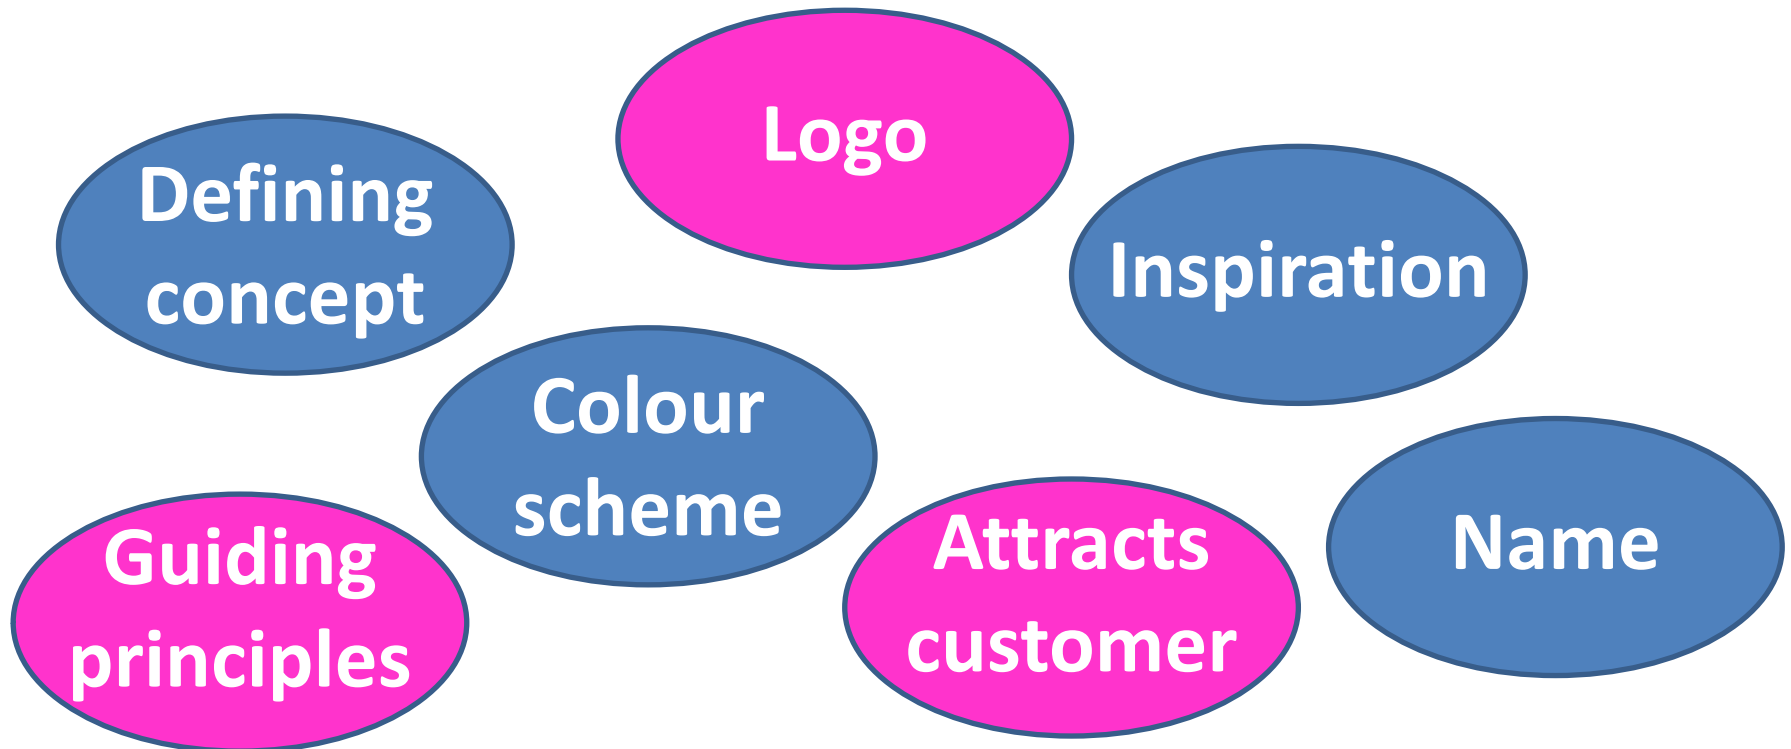 Logo
Defining
concept
Inspiration
Colour
scheme
Guiding
principles
Attracts
customer
Name